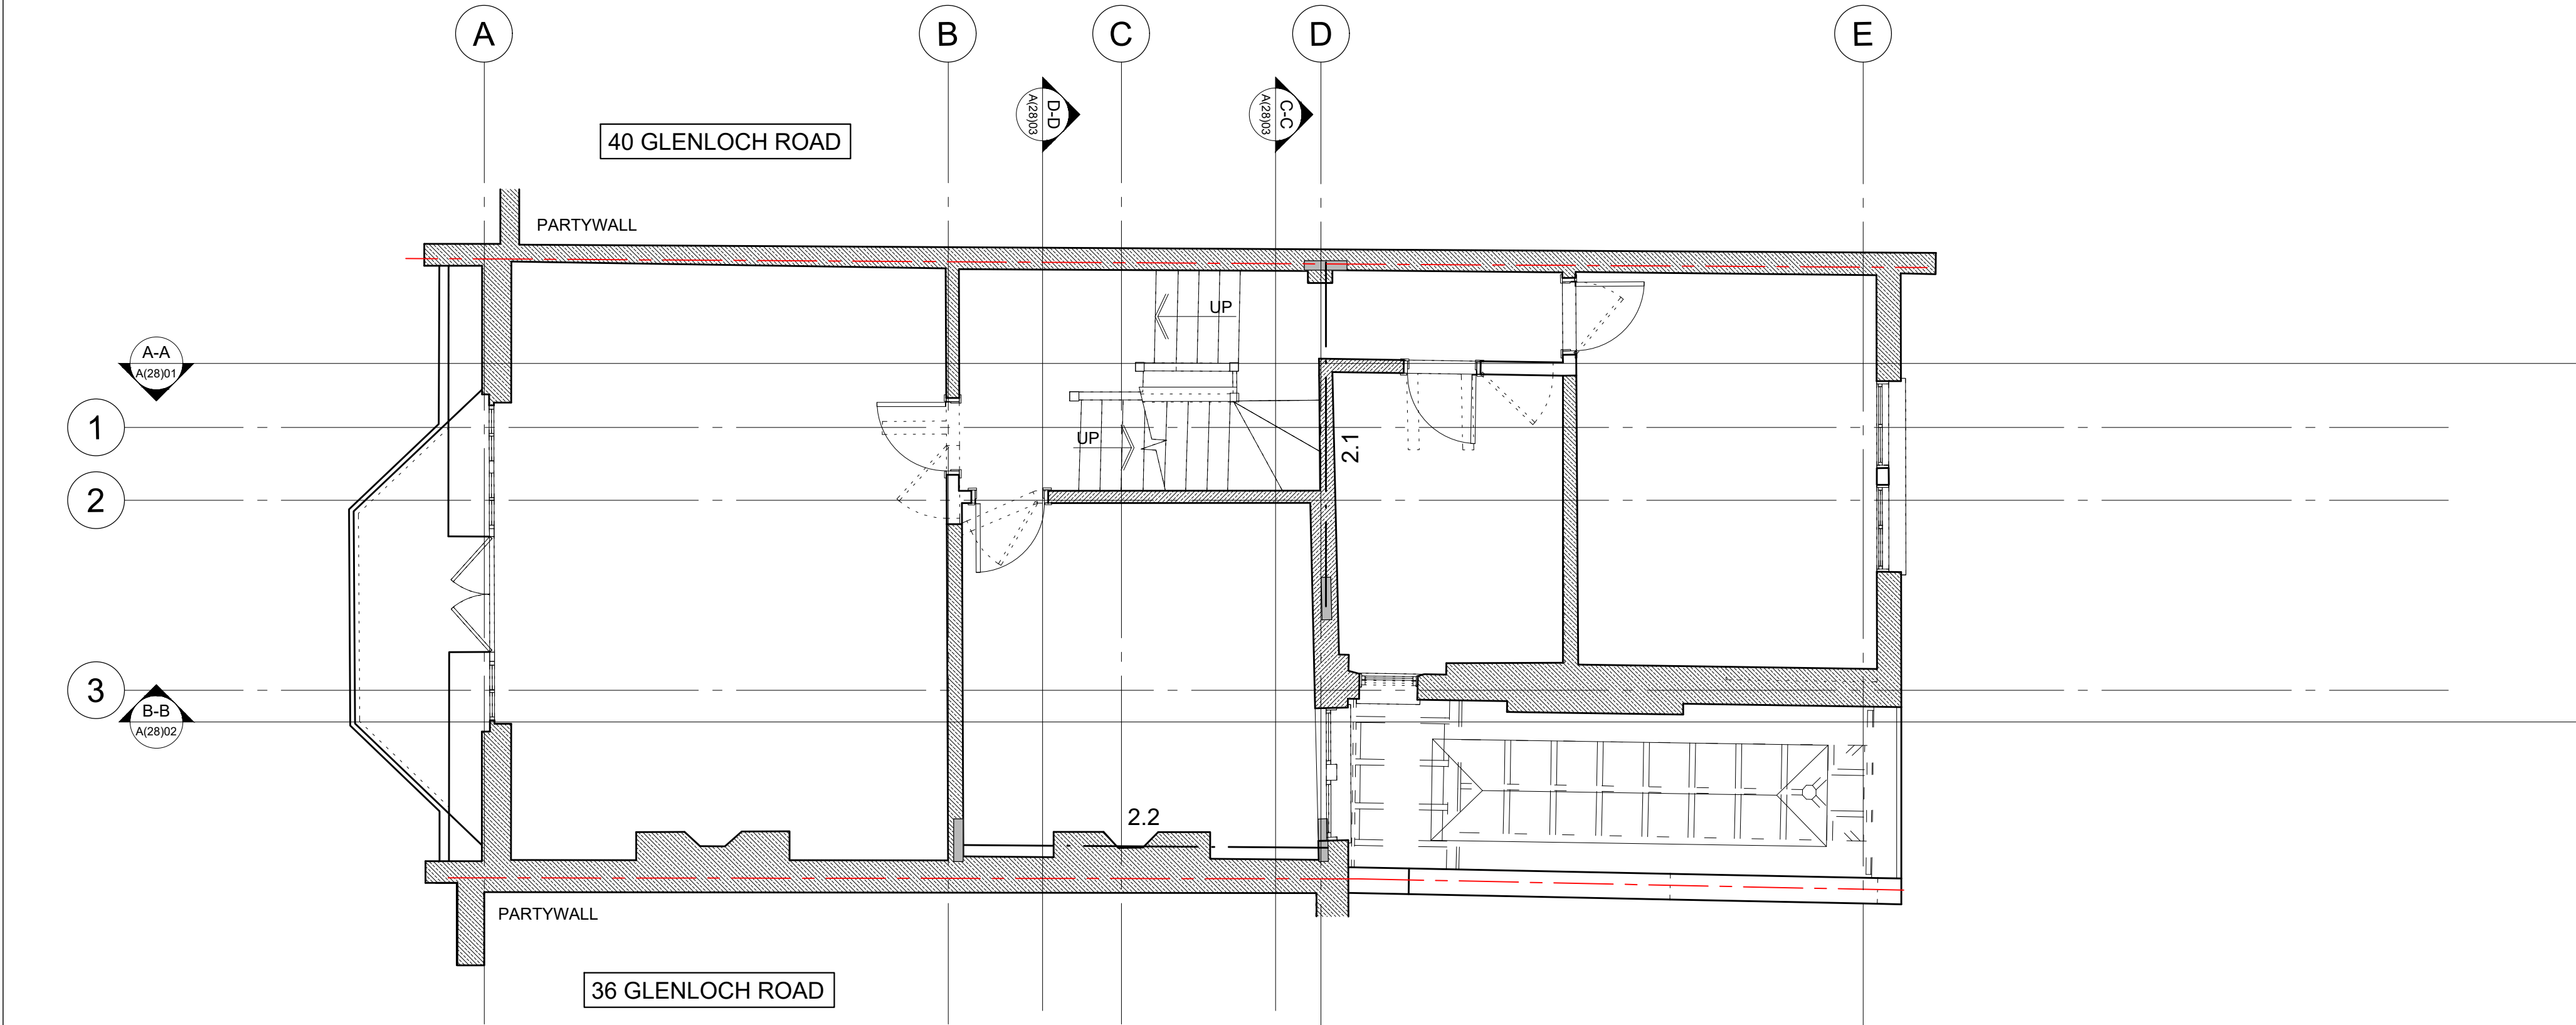 A
B
C
D
E
D-D
A(28)03
C-C
A(28)03
40 GLENLOCH ROAD
PARTYWALL
UP
A-A
A(28)01
1
UP
2.1
2
3
B-B
A(28)02
2.2
PARTYWALL
36 GLENLOCH ROAD